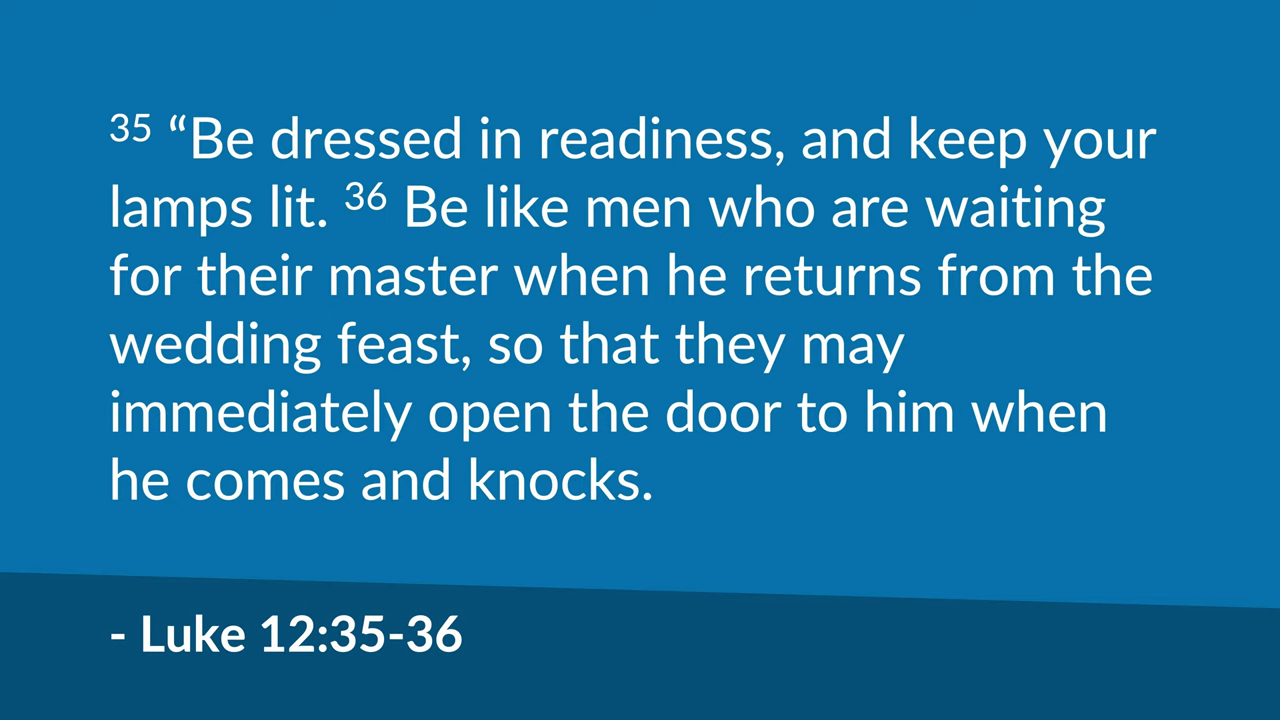 35 “Be dressed in readiness, and keep your
lamps lit. 36 Be like men who are waiting
for their master when he returns from the
wedding feast, so that they may
immediately open the door to him when
he comes and knocks.
- Luke 12:35-36